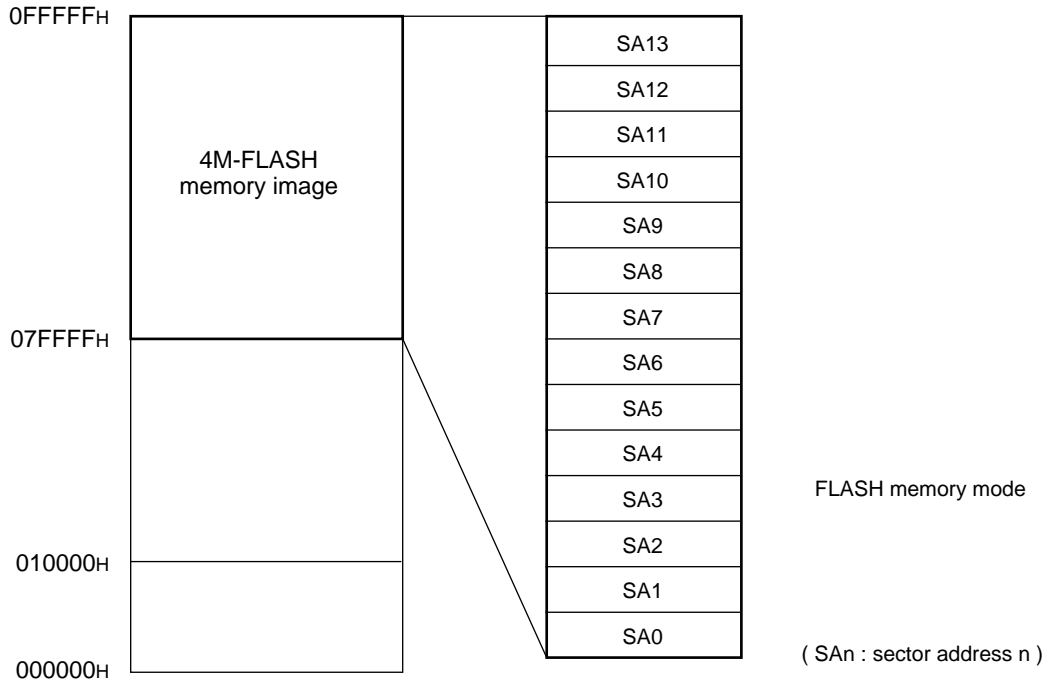 0FFFFFH
4M-FLASH
memory image
07FFFFH
010000H
000000H
SA13
SA12
SA11
SA10
SA9
SA8
SA7
SA6
SA5
SA4
SA3
SA2
SA1
SA0
FLASH memory mode
( SAn : sector address n )